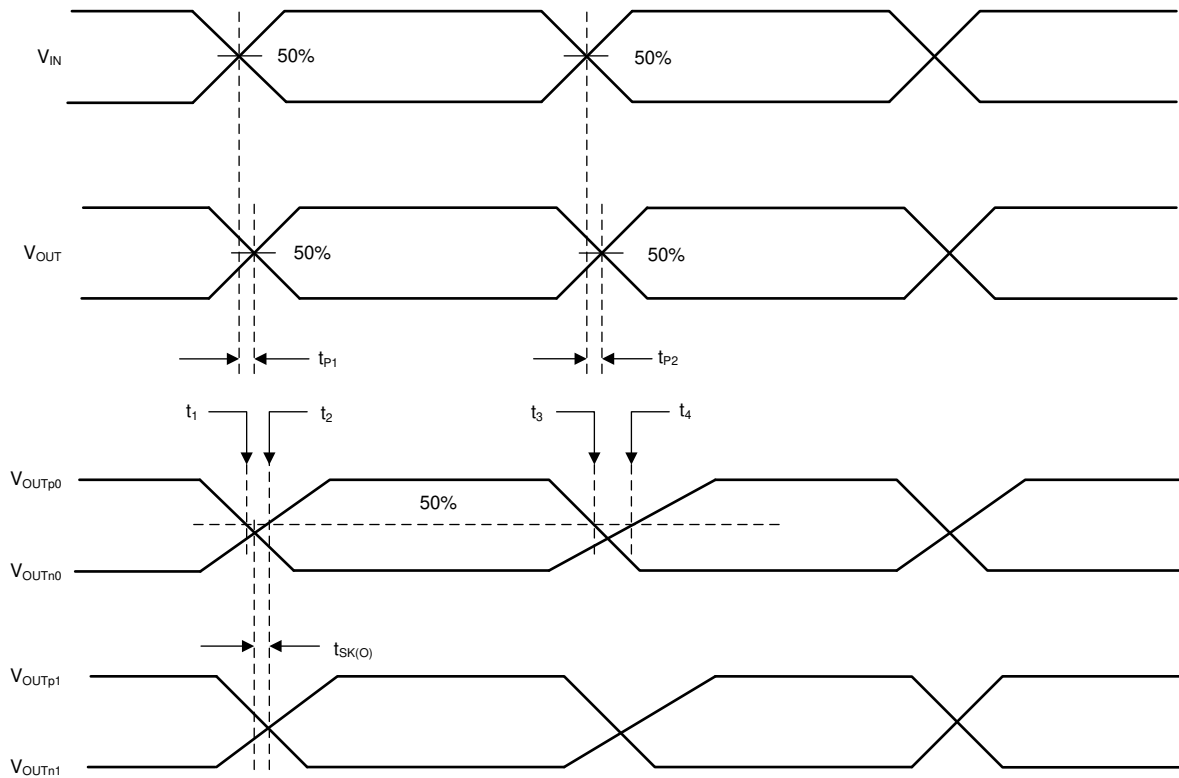 V_IN
50%
50%
V_OUT
50%
50%
t_P1
t_P2
t_1
t_2
t_3
t_4
V_OUTp0
50%
V_OUTn0
t_SK(O)
V_OUTp1
V_OUTn1